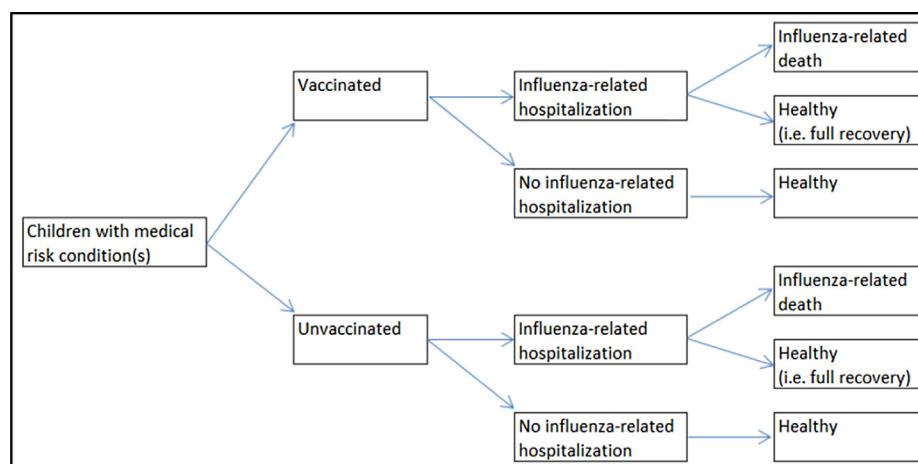 Influenza-related
death
Vaccinated
Influenza-related
hospitalization
Healthy
(i.e. full recovery)
No influenza-related
hospitalization
Healthy
Children with medical
risk condition(s)
Influenza-related
death
Unvaccinated
Influenza-related
hospitalization
Healthy
(i.e. full recovery)
No influenza-related
hospitalization
Healthy